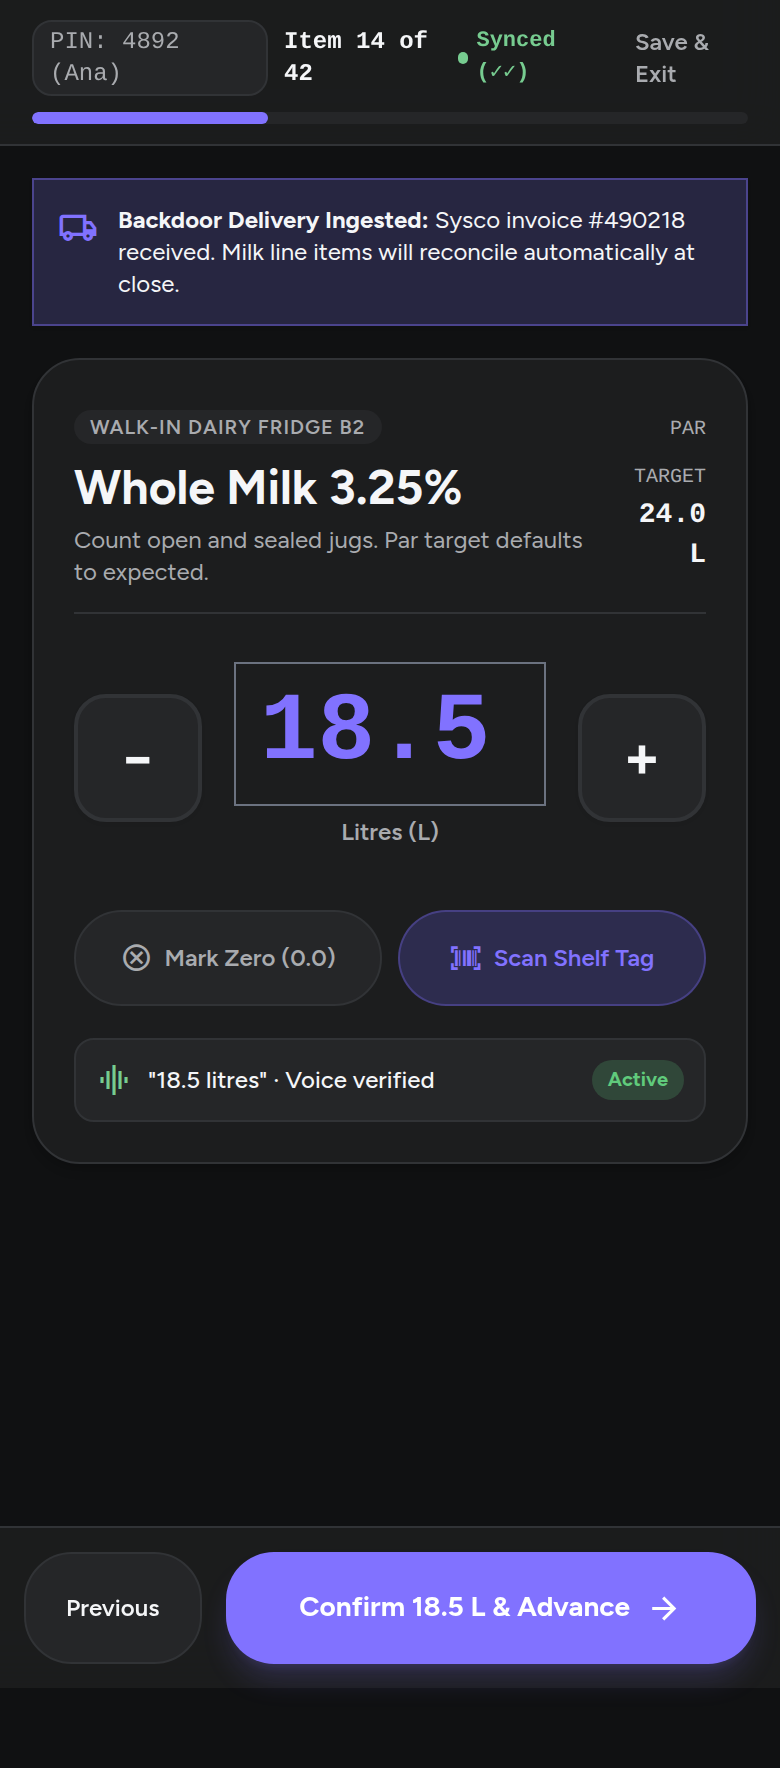 PIN: 4892
(Ana)
Item 14 of
42
Synced
(✓✓)
Save &
Exit
Backdoor Delivery Ingested: Sysco invoice #490218
received. Milk line items will reconcile automatically at
close.
WALK-IN DAIRY FRIDGE B2
Whole Milk 3.25%
Count open and sealed jugs. Par target defaults
to expected.
PAR
TARGET
24.0
L
-
18.5
+
Litres (L)
Mark Zero (0.0)
Scan Shelf Tag
"18.5 litres" · Voice verified
Active
Previous
Confirm 18.5 L & Advance →